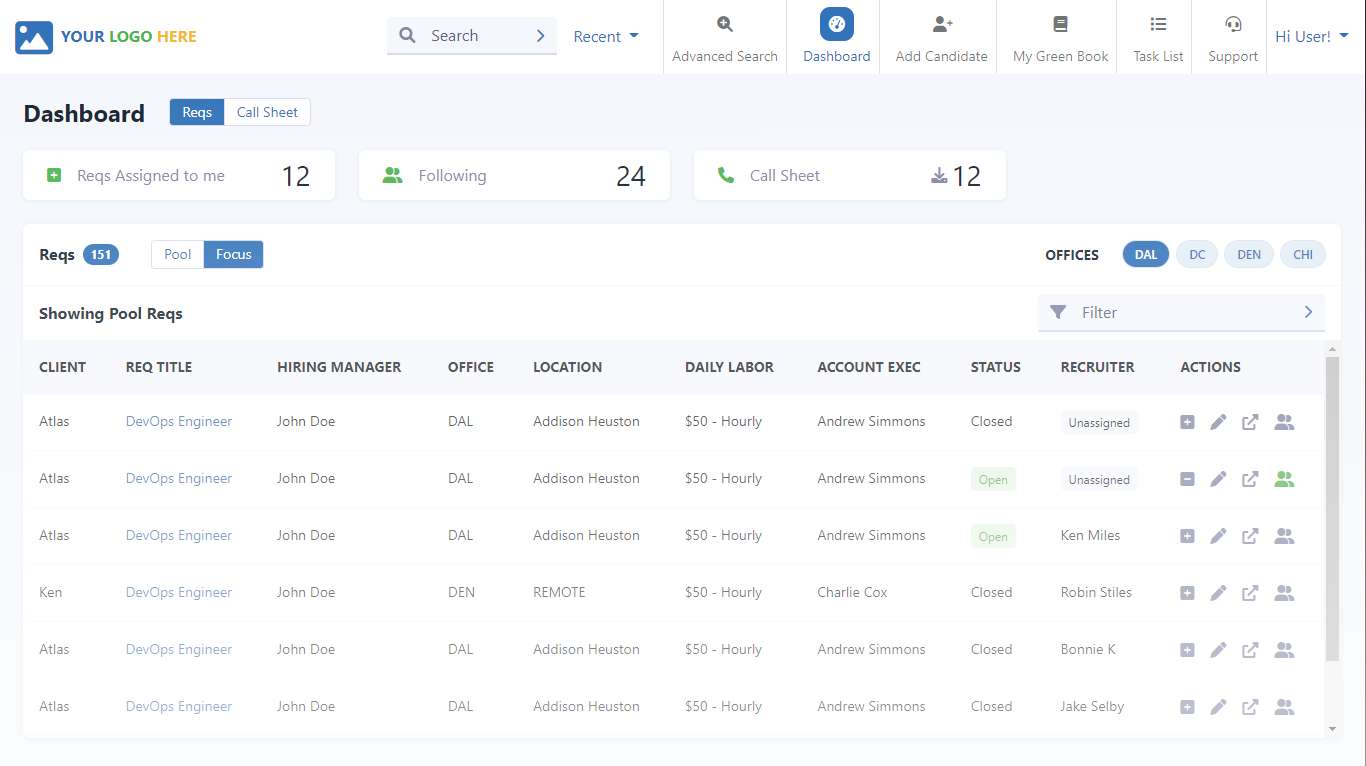 YOUR LOGO HERE
Search
Recent
Advanced Search
Dashboard
Add Candidate
My Green Book
Task List
Support
Hi User!
Dashboard
Reqs
Call Sheet
Reqs Assigned to me 12
Following 24
Call Sheet 12
Reqs 151
Pool
Focus
OFFICES DAL DC DEN CHI
Showing Pool Reqs
Filter
CLIENT REQ TITLE HIRING MANAGER OFFICE LOCATION DAILY LABOR ACCOUNT EXEC STATUS RECRUITER ACTIONS
Atlas DevOps Engineer John Doe DAL Addison Heuston $50 - Hourly Andrew Simmons Closed Unassigned
Atlas DevOps Engineer John Doe DAL Addison Heuston $50 - Hourly Andrew Simmons Open Unassigned
Atlas DevOps Engineer John Doe DAL Addison Heuston $50 - Hourly Andrew Simmons Open Ken Miles
Ken DevOps Engineer John Doe DEN REMOTE $50 - Hourly Charlie Cox Closed Robin Stiles
Atlas DevOps Engineer John Doe DAL Addison Heuston $50 - Hourly Andrew Simmons Closed Bonnie K
Atlas DevOps Engineer John Doe DAL Addison Heuston $50 - Hourly Andrew Simmons Closed Jake Selby